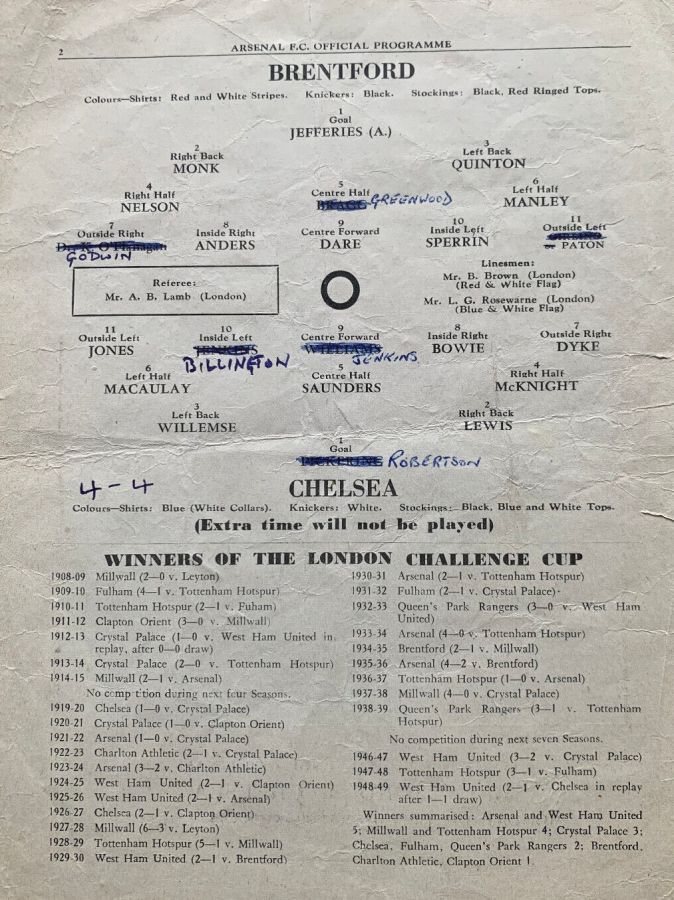 2
ARSENAL F.C. OFFICIAL PROGRAMME
BRENTFORD
Colours—Shirts: Red and White Stripes. Knickers: Black. Stockings: Black, Red Ringed Tops.
1
Goal
JEFFERIES (A.)
2
Right Back
MONK
3
Left Back
QUINTON
4
Right Half
NELSON
5
Centre Half
BRAGG GREENWOOD
6
Left Half
MANLEY
7
Outside Right
Dr. K. O'Flanagan
GODWIN
8
Inside Right
ANDERS
9
Centre Forward
DARE
10
Inside Left
SPERRIN
11
Outside Left
or PATON
Referee:
Mr. A. B. Lamb (London)
Linesmen:
Mr. B. Brown (London)
(Red & White Flag)
Mr. L. G. Rosewarne (London)
(Blue & White Flag)
11
Outside Left
JONES
10
Inside Left
JENKINS
BILLINGTON
9
Centre Forward
WILLIAMS
JENKINS
8
Inside Right
BOWIE
7
Outside Right
DYKE
6
Left Half
MACAULAY
5
Centre Half
SAUNDERS
4
Right Half
McKNIGHT
3
Left Back
WILLEMSE
2
Right Back
LEWIS
1
Goal
PICKERING ROBERTSON
4-4
CHELSEA
Colours—Shirts: Blue (White Collars). Knickers: White. Stockings: Black, Blue and White Tops.
(Extra time will not be played)
WINNERS OF THE LONDON CHALLENGE CUP
1908-09 Millwall (2—0 v. Leyton)
1909-10 Fulham (4—1 v. Tottenham Hotspur)
1910-11 Tottenham Hotspur (2—1 v. Fuham)
1911-12 Clapton Orient (3—0 v. Millwall)
1912-13 Crystal Palace (1—0 v. West Ham United in
replay, after 0—0 draw)
1913-14 Crystal Palace (2—0 v. Tottenham Hotspur)
1914-15 Millwall (2—1 v. Arsenal)
No comp tition during next four Seasons.
1919-20 Chelsea (1—0 v. Crystal Palace)
1920-21 Crystal Palace (1—0 v. Clapton Orient)
1921-22 Arsenal (1—0 v. Crystal Palace)
1922-23 Charlton Athletic (2—1 v. Crystal Palace)
1923-24 Arsenal (3—2 v. Charlton Athletic)
1924-25 West Ham United (2—1 v. Clapton Orient)
1925-26 West Ham United (2—1 v. Arsenal)
1926-27 Chelsea (2—1 v. Clapton Orient)
1927-28 Millwall (6—3 v. Leyton)
1928-29 Tottenham Hotspur (5—1 v. Millwall)
1929-30 West Ham United (2—1 v. Brentford)
1930-31 Arsenal (2—1 v. Tottenham Hotspur)
1931-32 Fulham (2—1 v. Crystal Palace)
1932-33 Queen's Park Rangers (3—0 v. West Ham
United)
1933-34 Arsenal (4—0 v. Tottenham Hotspur)
1934-35 Brentford (2—1 v. Millwall)
1935-36 Arsenal (4—2 v. Brentford)
1936-37 Tottenham Hotspur (1—0 v. Arsenal)
1937-38 Millwall (4—0 v. Crystal Palace)
1938-39 Queen's Park Rangers (3—1 v. Tottenham
Hotspur)
No competition during next seven Seasons.
1946-47 West Ham United (3—2 v. Crystal Palace)
1947-48 Tottenham Hotspur (3—1 v. Fulham)
1948-49 West Ham United (2—1 v. Chelsea in replay
after 1—1 draw)
Winners summarised: Arsenal and West Ham United
5; Millwall and Tottenham Hotspur 4; Crystal Palace 3;
Chelsea, Fulham, Queen's Park Rangers 2; Brentford,
Charlton Athletic, Clapton Orient 1.